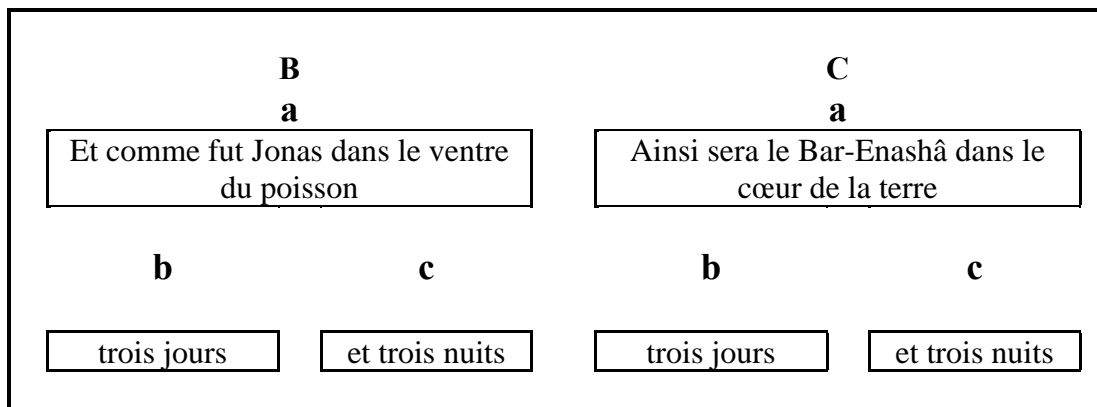 B
a
Et comme fut Jonas dans le ventre
du poisson
b c
trois jours et trois nuits
C
a
Ainsi sera le Bar-Enashâ dans le
cœur de la terre
b c
trois jours et trois nuits